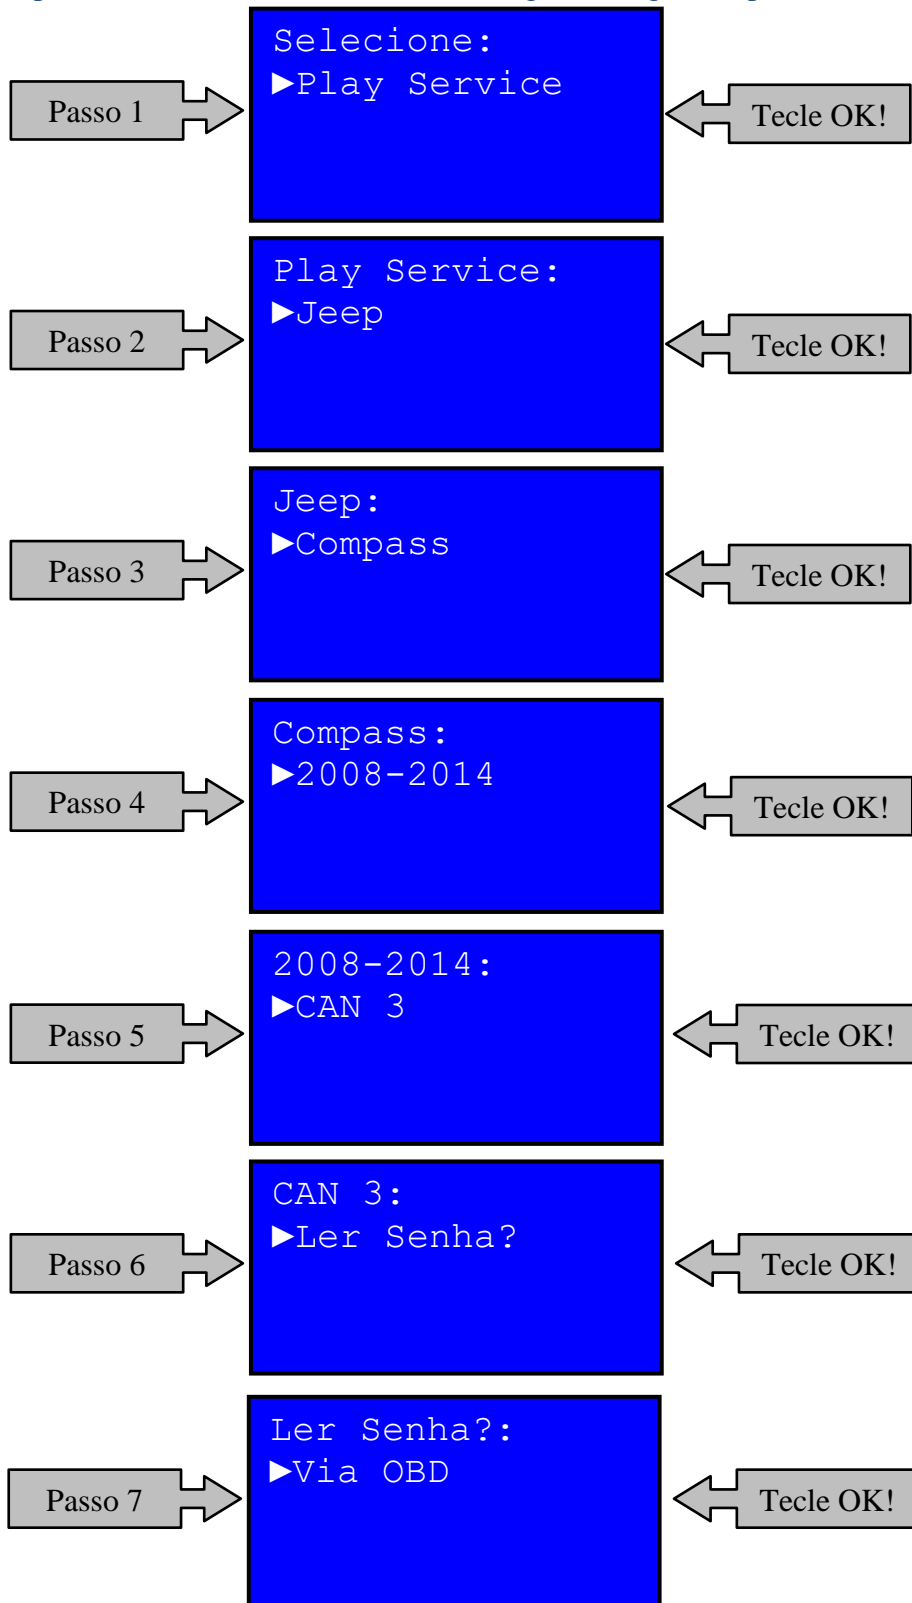 Selecione:
►Play Service
Passo 1
Tecle OK!
Play Service:
►Jeep
Passo 2
Tecle OK!
Jeep:
►Compass
Passo 3
Tecle OK!
Compass:
►2008-2014
Passo 4
Tecle OK!
2008-2014:
►CAN 3
Passo 5
Tecle OK!
CAN 3:
►Ler Senha?
Passo 6
Tecle OK!
Ler Senha?:
►Via OBD
Passo 7
Tecle OK!